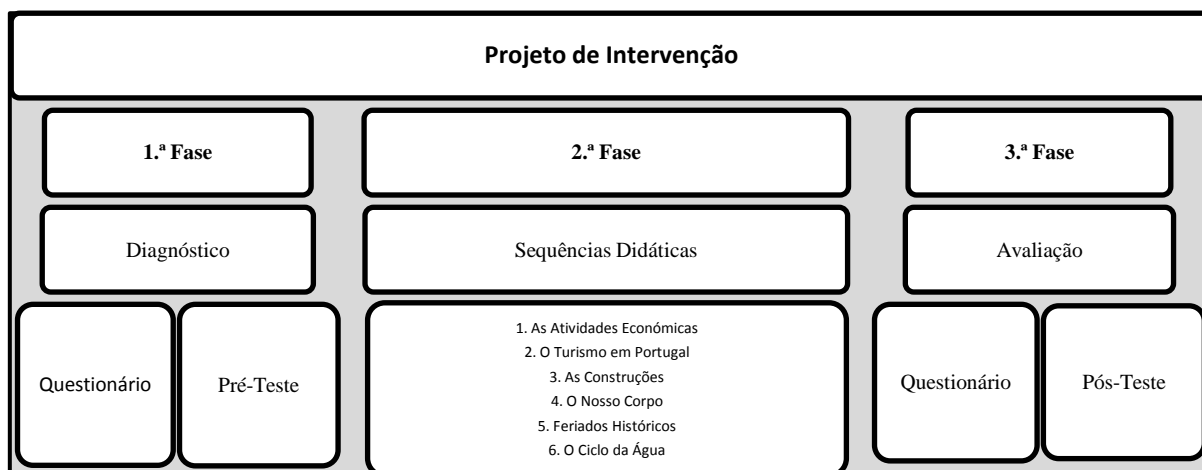 Projeto de Intervenção
1.ª Fase
2.ª Fase
3.ª Fase
Diagnóstico
Sequências Didáticas
Avaliação
Questionário
Pré-Teste
1. As Atividades Económicas
2. O Turismo em Portugal
3. As Construções
4. O Nosso Corpo
5. Feriados Históricos
6. O Ciclo da Água
Questionário
Pós-Teste